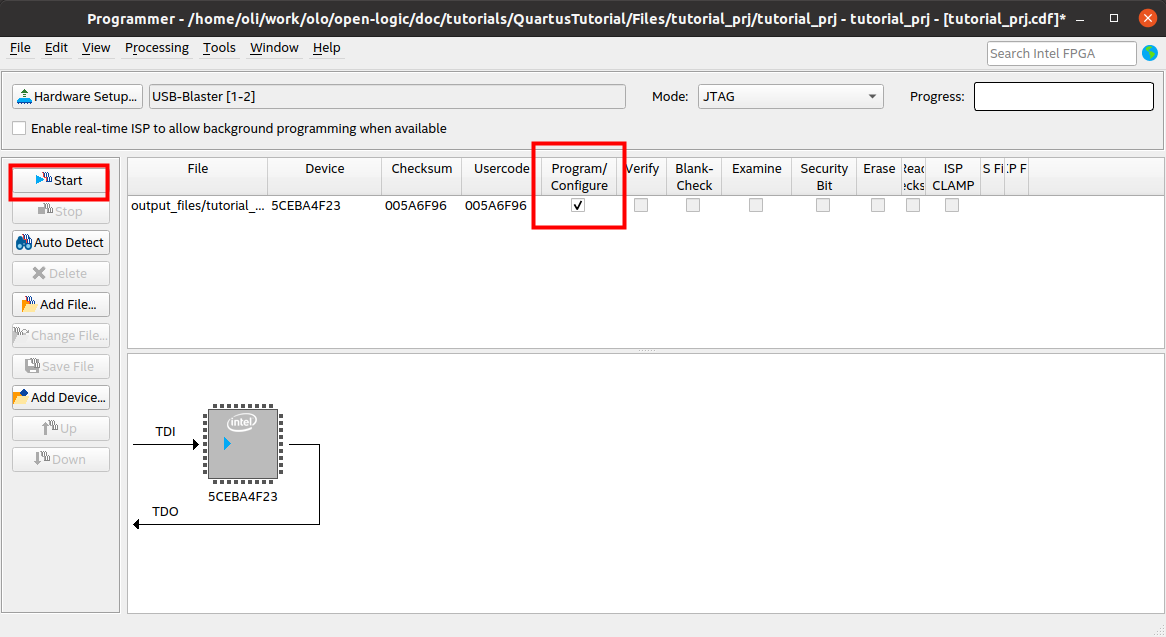 Programmer - /home/oli/work/olo/open-logic/doc/tutorials/QuartusTutorial/Files/tutorial_prj/tutorial_prj - tutorial_prj - [tutorial_prj.cdf]*
File Edit View Processing Tools Window Help
Search Intel FPGA
Hardware Setup... USB-Blaster [1-2] Mode: JTAG Progress:
Enable real-time ISP to allow background programming when available
Start
Stop
Auto Detect
Delete
Add File...
Change File...
Save File
Add Device...
Up
Down
File Device Checksum Usercode Program/ Verify Blank- Examine Security Erase ISP S Fi
Configure Check Bit CLAMP
output_files/tutorial_... 5CEBA4F23 005A6F96 005A6F96
TDI
intel
5CEBA4F23
TDO